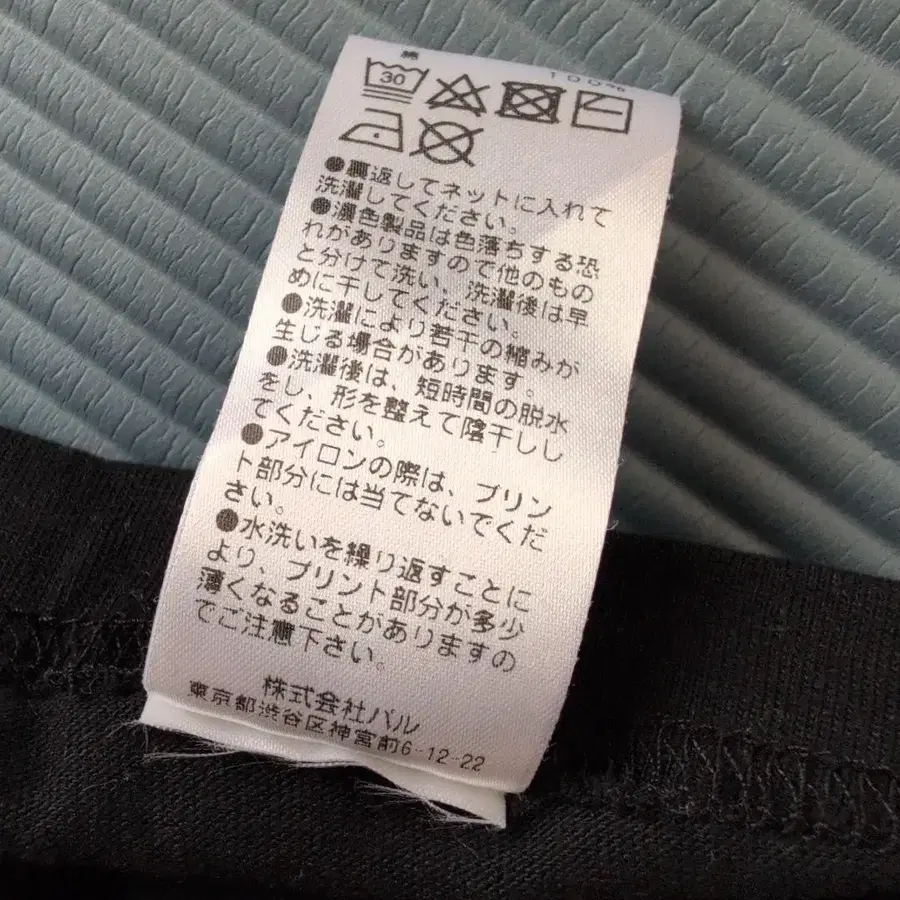 綿 100%
30
●裏返してネットに入れて
洗濯してください。
●濃色製品は色落ちする恐
れがありますので他のもの
と分けて洗い、洗濯後は早
めに干してください。
●洗濯により若干の縮みが
生じる場合があります。
●洗濯後は、短時間の脱水
をし、形を整えて陰干しし
てください。
●アイロンの際は、プリン
ト部分には当てないでくだ
さい。
●水洗いを繰り返すことに
より、プリント部分が多少
薄くなることがありますの
でご注意下さい。
株式会社パル
東京都渋谷区神宮前6-12-22